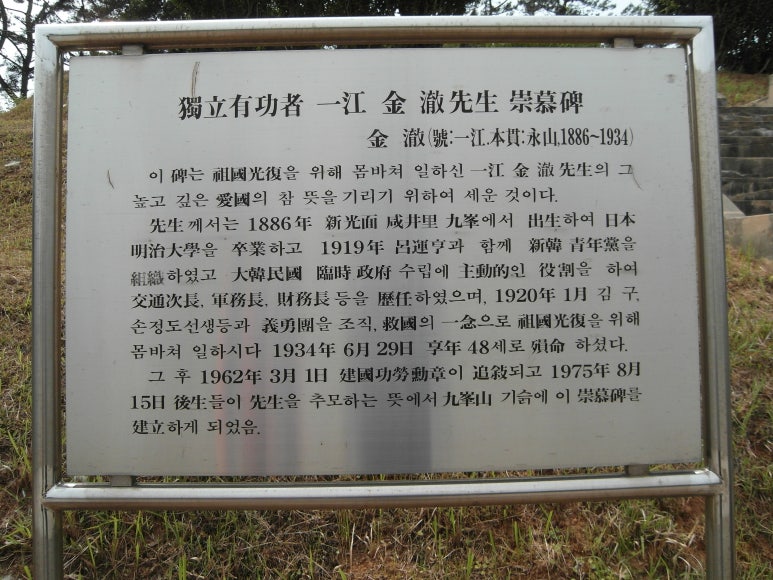 獨立有功者 一江 金 澈先生 崇慕碑
金 澈(號:一江.本貫:永山,1886~1934)
이 碑는 祖國光復을 위해 몸바쳐 일하신 一江 金 澈 先生의 그
높고 깊은 愛國의 참 뜻을 기리기 위하여 세운 것이다.
先生께서는 1886年 新光面 咸井里 九峯에서 出生하여 日本
明治大學을 卒業하고 1919年 呂運亨과 함께 新韓 青年黨을
組織하였고 大韓民國 臨時 政府 수립에 主動的인 役割을 하여
交通次長, 軍務長, 財務長 등을 歷任하였으며, 1920年 1月 김 구,
손정도선생등과 義勇團을 조직, 救國의 一念으로 祖國光復을 위해
몸바쳐 일하시다 1934年 6月 29日 享年 48세로 殞命 하셨다.
그 후 1962年 3月 1日 建國功勞勳章이 追敍되고 1975年 8月
15日 後生들이 先生을 추모하는 뜻에서 九峯山 기슭에 이 崇慕碑를
建立하게 되었음.